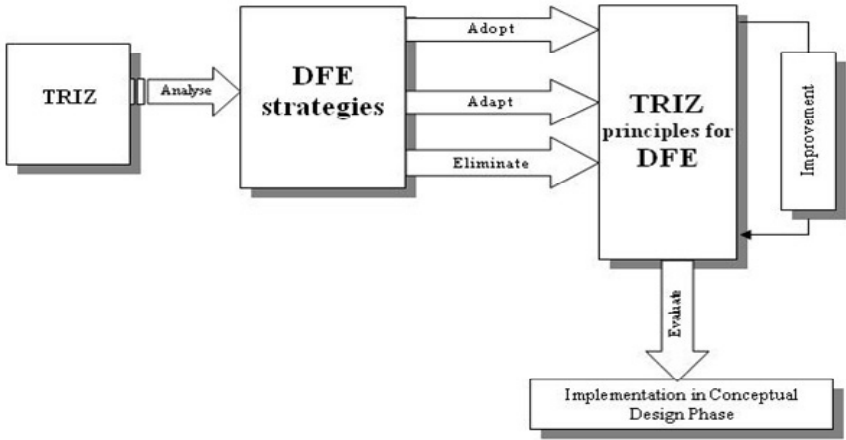 TRIZ
Analyse
DFE
strategies
Adopt
Adapt
Eliminate
TRIZ
principles for
DFE
Improvement
Evaluate
Implementation in Conceptual
Design Phase